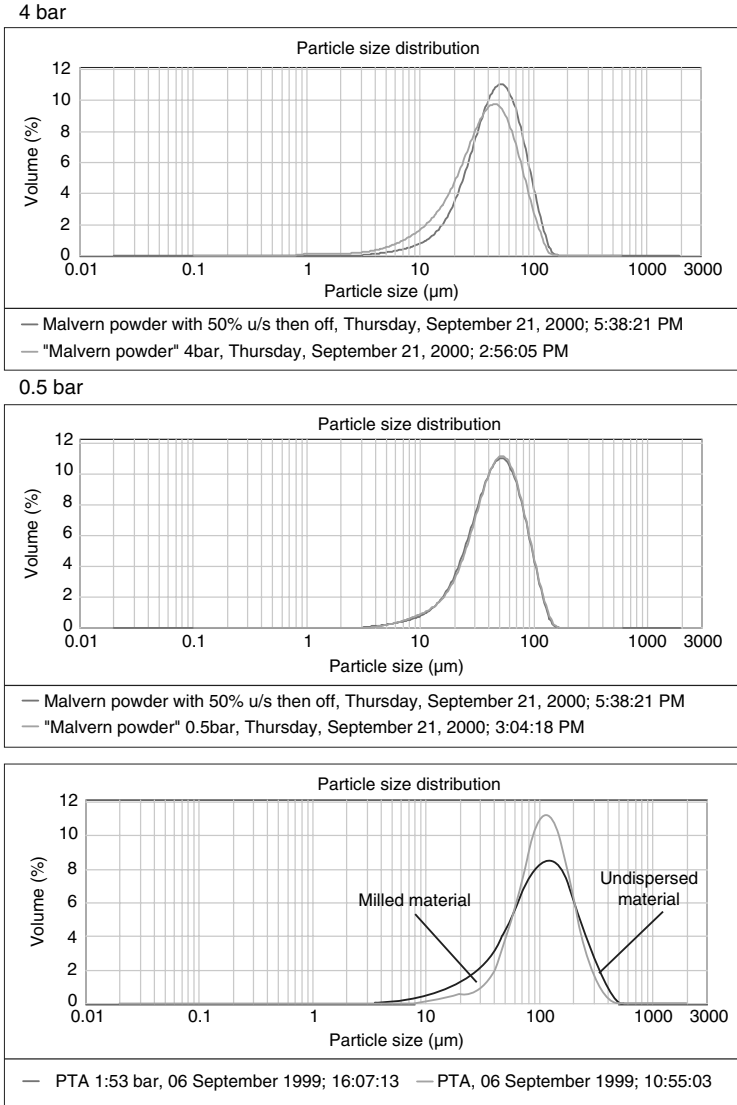 4 bar
Particle size distribution
12
10
8
6
4
2
0
Volume (%)
0.01 0.1 1 10 100 1000 3000
Particle size (µm)
Malvern powder with 50% u/s then off, Thursday, September 21, 2000; 5:38:21 PM
"Malvern powder" 4bar, Thursday, September 21, 2000; 2:56:05 PM
0.5 bar
Particle size distribution
12
10
8
6
4
2
0
Volume (%)
0.01 0.1 1 10 100 1000 3000
Particle size (µm)
Malvern powder with 50% u/s then off, Thursday, September 21, 2000; 5:38:21 PM
"Malvern powder" 0.5bar, Thursday, September 21, 2000; 3:04:18 PM
Particle size distribution
12
10
8
6
4
2
0
Volume (%)
Milled material
Undispersed
material
0.01 0.1 1 10 100 1000 3000
Particle size (µm)
PTA 1:53 bar, 06 September 1999; 16:07:13 PTA, 06 September 1999; 10:55:03